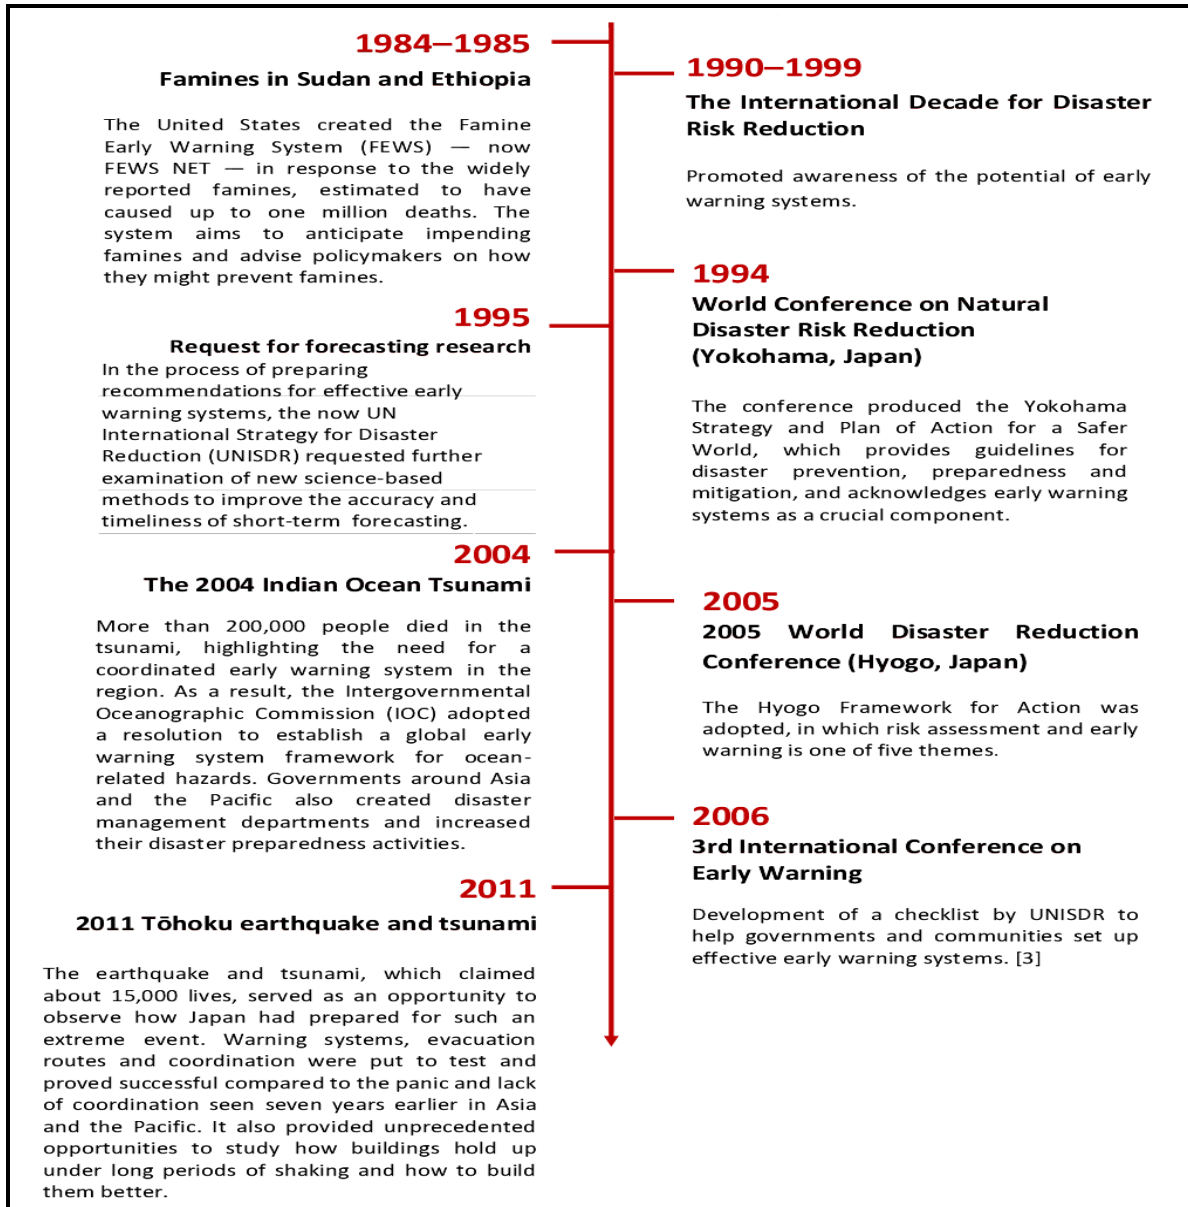 1984–1985
Famines in Sudan and Ethiopia
The United States created the Famine
Early Warning System (FEWS) — now
FEWS NET — in response to the widely
reported famines, estimated to have
caused up to one million deaths. The
system aims to anticipate impending
famines and advise policymakers on how
they might prevent famines.
1990–1999
The International Decade for Disaster
Risk Reduction
Promoted awareness of the potential of early
warning systems.
1994
World Conference on Natural
Disaster Risk Reduction
(Yokohama, Japan)
The conference produced the Yokohama
Strategy and Plan of Action for a Safer
World, which provides guidelines for
disaster prevention, preparedness and
mitigation, and acknowledges early warning
systems as a crucial component.
1995
Request for forecasting research
In the process of preparing
recommendations for effective early
warning systems, the now UN
International Strategy for Disaster
Reduction (UNISDR) requested further
examination of new science-based
methods to improve the accuracy and
timeliness of short-term forecasting.
2004
The 2004 Indian Ocean Tsunami
More than 200,000 people died in the
tsunami, highlighting the need for a
coordinated early warning system in the
region. As a result, the Intergovernmental
Oceanographic Commission (IOC) adopted
a resolution to establish a global early
warning system framework for ocean-
related hazards. Governments around Asia
and the Pacific also created disaster
management departments and increased
their disaster preparedness activities.
2005
2005 World Disaster Reduction
Conference (Hyogo, Japan)
The Hyogo Framework for Action was
adopted, in which risk assessment and early
warning is one of five themes.
2006
3rd International Conference on
Early Warning
Development of a checklist by UNISDR to
help governments and communities set up
effective early warning systems. [3]
2011
2011 Tōhoku earthquake and tsunami
The earthquake and tsunami, which claimed
about 15,000 lives, served as an opportunity to
observe how Japan had prepared for such an
extreme event. Warning systems, evacuation
routes and coordination were put to test and
proved successful compared to the panic and lack
of coordination seen seven years earlier in Asia
and the Pacific. It also provided unprecedented
opportunities to study how buildings hold up
under long periods of shaking and how to build
them better.